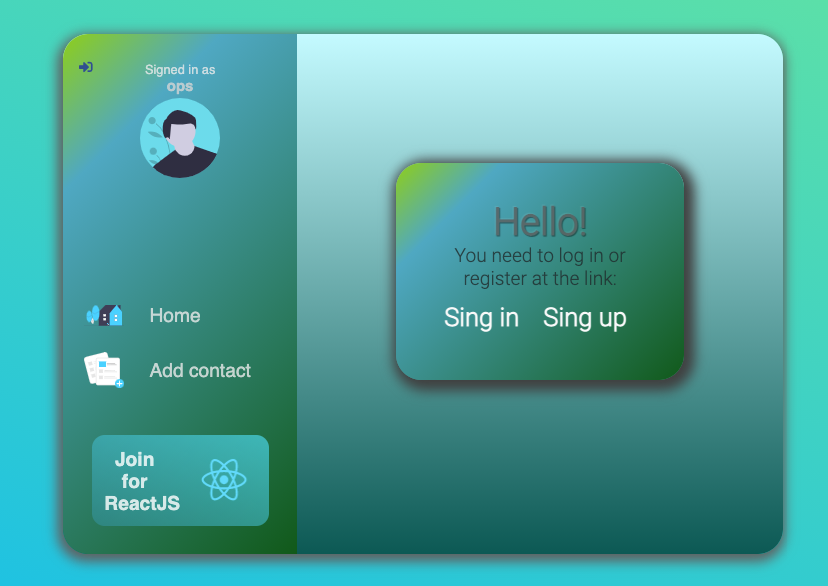 Signed in as
ops
Home
Add contact
Join
for
ReactJS
Hello!
You need to log in or
register at the link:
Sing in Sing up